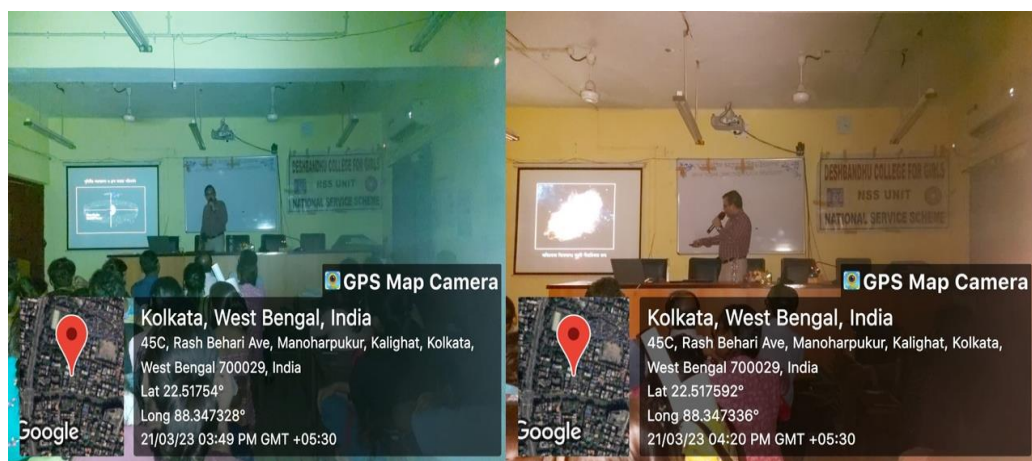 DESHBANDHU COLLEGE FOR GIRLS
NSS UNIT
NATIONAL SERVICE SCHEME
GPS Map Camera
Kolkata, West Bengal, India
45C, Rash Behari Ave, Manoharpukur, Kalighat, Kolkata,
West Bengal 700029, India
Lat 22.51754°
Long 88.347328°
21/03/23 03:49 PM GMT +05:30
Google
DESHBANDHU COLLEGE FOR GIRLS
NSS UNIT
NATIONAL SERVICE SCHEME
GPS Map Camera
Kolkata, West Bengal, India
45C, Rash Behari Ave, Manoharpukur, Kalighat, Kolkata,
West Bengal 700029, India
Lat 22.517592°
Long 88.347336°
21/03/23 04:20 PM GMT +05:30
Google